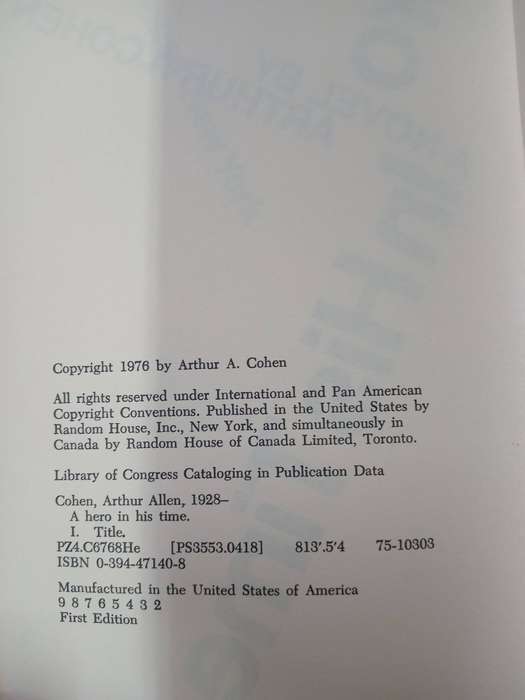 Copyright 1976 by Arthur A. Cohen
All rights reserved under International and Pan American
Copyright Conventions. Published in the United States by
Random House, Inc., New York, and simultaneously in
Canada by Random House of Canada Limited, Toronto.
Library of Congress Cataloging in Publication Data
Cohen, Arthur Allen, 1928–
A hero in his time.
I. Title.
PZ4.C6768He [PS3553.0418] 813'.5'4 75-10303
ISBN 0-394-47140-8
Manufactured in the United States of America
9 8 7 6 5 4 3 2
First Edition